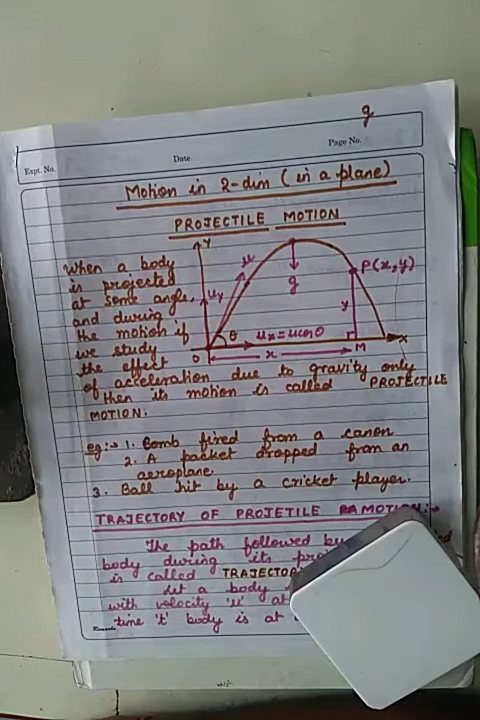 9
Expt. No.
Date
Page No.
Motion in 2-dim (in a plane)
PROJECTILE MOTION
When a body
is projected
at some angle,
and during
the motion if
we study
the effect
of acceleration due to gravity only
then its motion is called PROJECTILE
MOTION.
Y
u
uy
g
P(x,y)
y
θ
ux=ucosθ
O
x
M
X
eg:→ 1. Bomb fired from a canon
2. A packet dropped from an
aeroplane.
3. Ball hit by a cricket player.
TRAJECTORY OF PROJETILE MOTION:→
The path followed by
body during its
is called
Let a body
with velocity 'u' at
time 't' body is at
Remarks